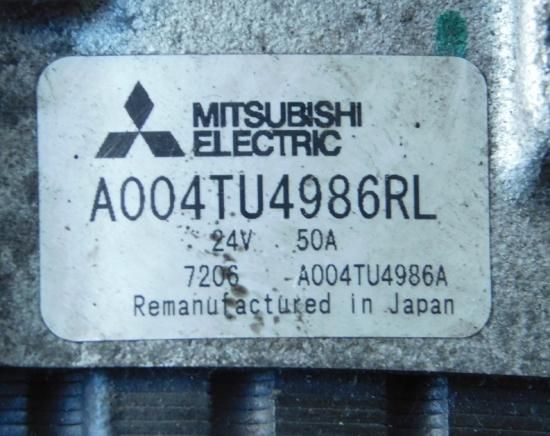 MITSUBISHI
ELECTRIC
A004TU4986RL
24V 50A
7206 A004TU4986A
Remanufactured in Japan